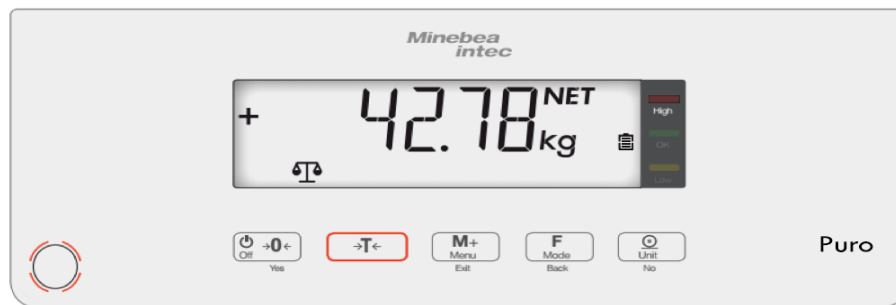 Minebea
intec
+ 42.78 NET
kg
High
OK
Low
→0← →T← M+ F
Off Menu Mode Unit
Yes Exit Back No
Puro